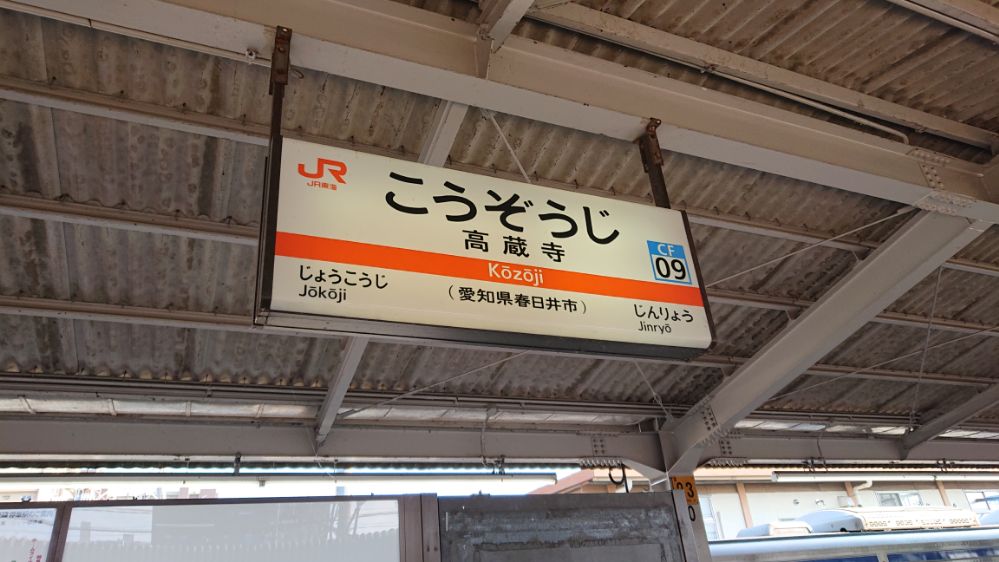 JR
JR東海
こうぞうじ
高蔵寺
CF
09
Kōzōji
じょうこうじ
Jōkōji
(愛知県春日井市)
じんりょう
Jinryō